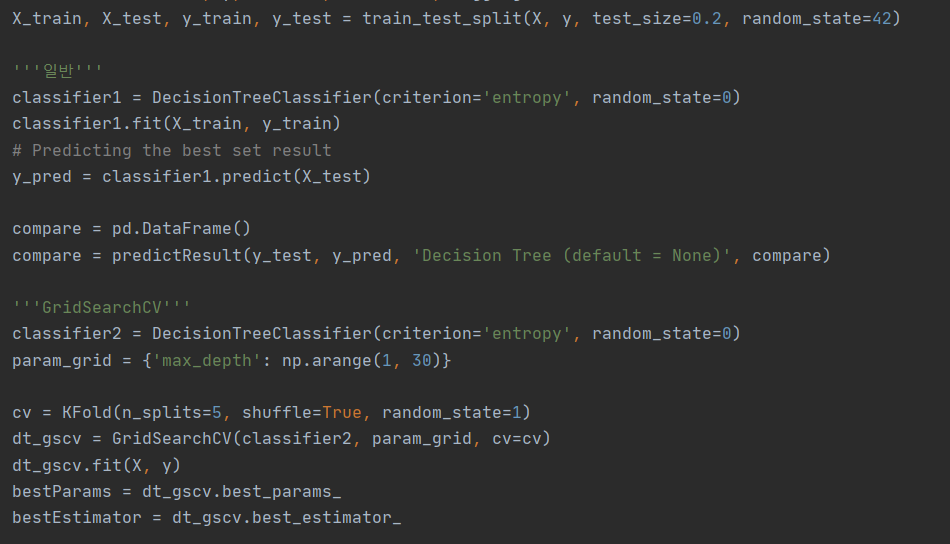 X_train, X_test, y_train, y_test = train_test_split(X, y, test_size=0.2, random_state=42)
'''일반'''
classifier1 = DecisionTreeClassifier(criterion='entropy', random_state=0)
classifier1.fit(X_train, y_train)
# Predicting the best set result
y_pred = classifier1.predict(X_test)
compare = pd.DataFrame()
compare = predictResult(y_test, y_pred, 'Decision Tree (default = None)', compare)
'''GridSearchCV'''
classifier2 = DecisionTreeClassifier(criterion='entropy', random_state=0)
param_grid = {'max_depth': np.arange(1, 30)}
cv = KFold(n_splits=5, shuffle=True, random_state=1)
dt_gscv = GridSearchCV(classifier2, param_grid, cv=cv)
dt_gscv.fit(X, y)
bestParams = dt_gscv.best_params_
bestEstimator = dt_gscv.best_estimator_